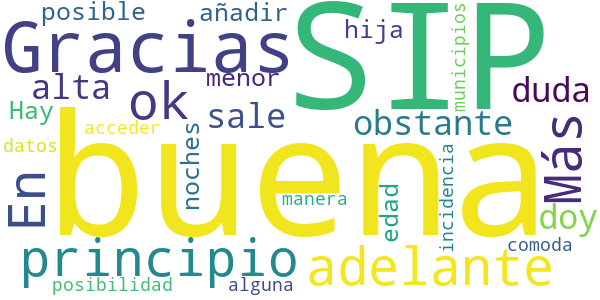 posible
añadir
hija
municipios
SIP
Gracias
alta
menor
ok
Hay
sale
duda
obstante
Más
acceder
datos
buena
noches
En
manera
edad
incidencia
doy
comoda
principio
adelante
posibilidad
alguna